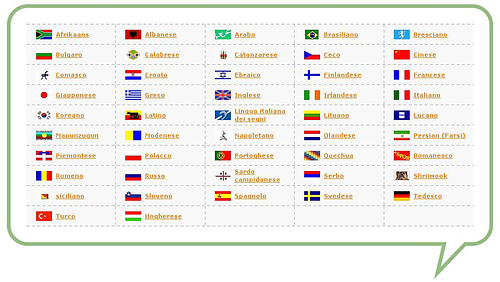 Afrikaans Albanese Arabo Brasiliano Bresciano
Bulgaro Calabrese Catanzarese Ceco Cinese
Comasco Croato Ebraico Finlandese Francese
Giapponese Greco Inglese Irlandese Italiano
Koreano Latino Lingua italiana dei segni Lituano Lucano
Mapunzugun Modenese Napoletano Olandese Persian (Farsi)
Piemontese Polacco Portoghese Quechua Romanesco
Rumeno Russo Sardo campidanese Serbo Shriinook
siciliano Sloveno Spagnolo Svedese Tedesco
Turco Ungherese